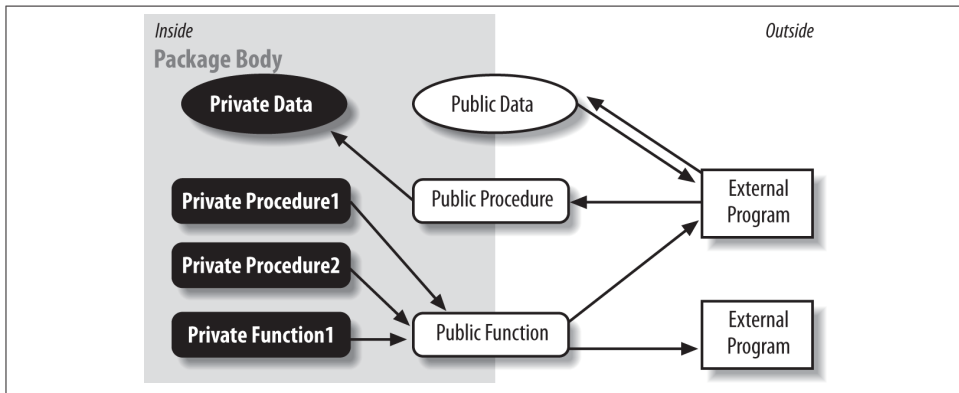 Inside
Outside
Package Body
Private Data
Public Data
Private Procedure1
Public Procedure
External
Program
Private Procedure2
Private Function1
Public Function
External
Program